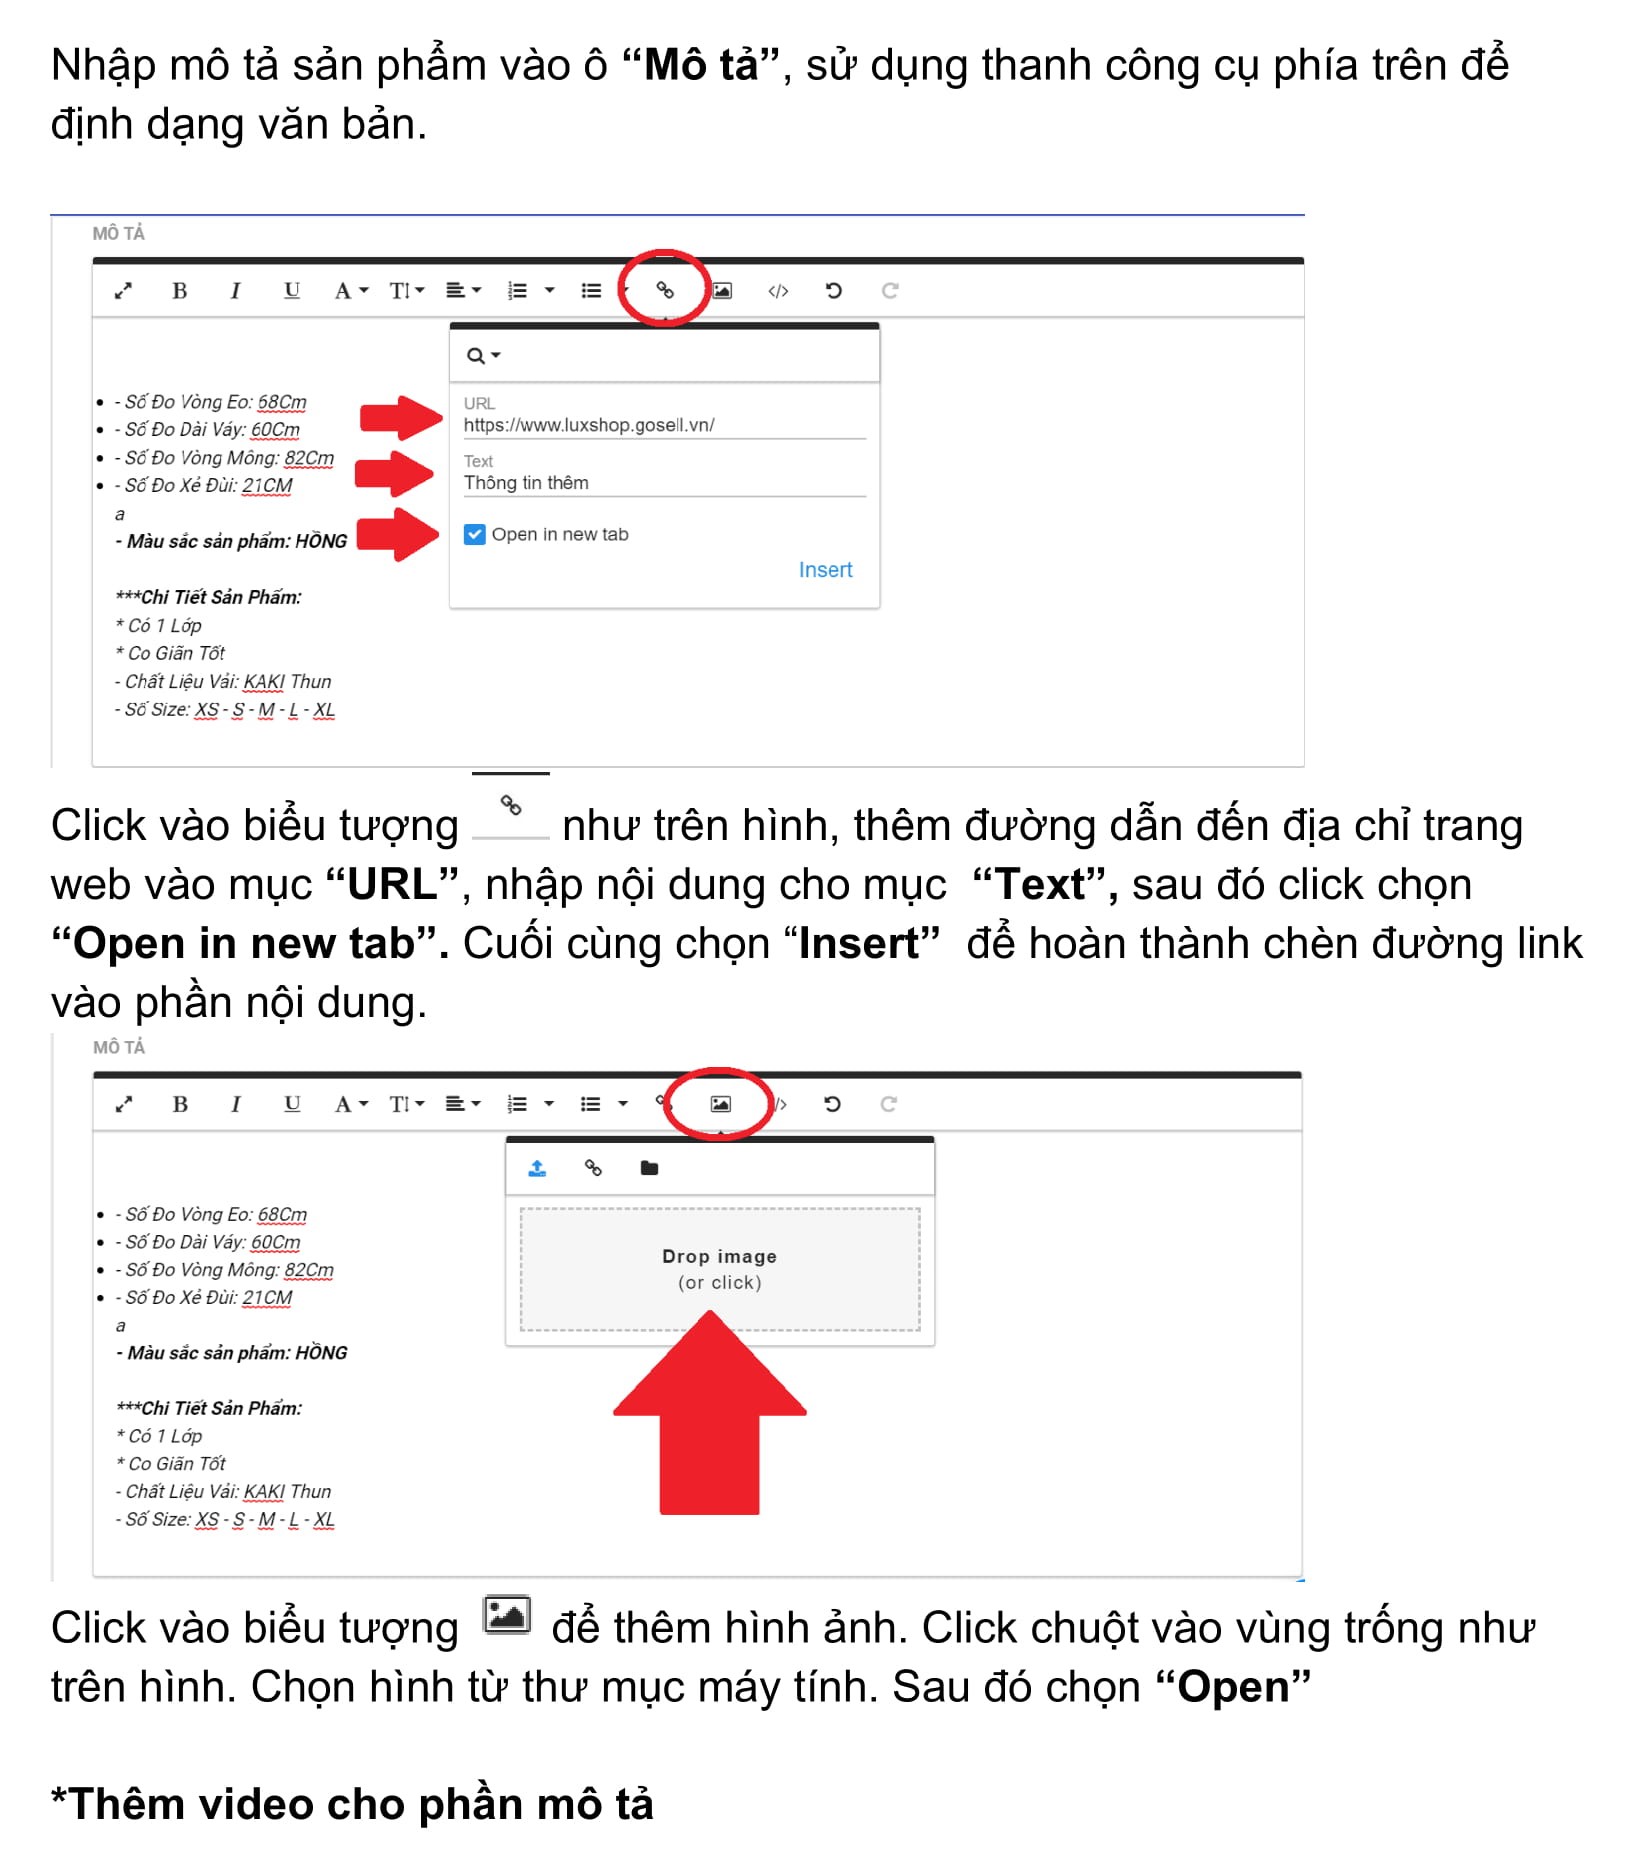 Nhập mô tả sản phẩm vào ô “Mô tả”, sử dụng thanh công cụ phía trên để
định dạng văn bản.
MÔ TẢ
B I U A T
URL
https://www.luxshop.gosell.vn/
Text
Thông tin thêm
Open in new tab
Insert
- Số Đo Vòng Eo: 68Cm
- Số Đo Dài Váy: 60Cm
- Số Đo Vòng Mông: 82Cm
- Số Đo Xẻ Đùi: 21CM
a
- Màu sắc sản phẩm: HỒNG
***Chi Tiết Sản Phẩm:
* Có 1 Lớp
* Co Giãn Tốt
- Chất Liệu Vải: KAKI Thun
- Số Size: XS - S - M - L - XL
Click vào biểu tượng như trên hình, thêm đường dẫn đến địa chỉ trang
web vào mục “URL”, nhập nội dung cho mục “Text”, sau đó click chọn
“Open in new tab”. Cuối cùng chọn “Insert” để hoàn thành chèn đường link
vào phần nội dung.
MÔ TẢ
B I U A T
Drop image
(or click)
- Số Đo Vòng Eo: 68Cm
- Số Đo Dài Váy: 60Cm
- Số Đo Vòng Mông: 82Cm
- Số Đo Xẻ Đùi: 21CM
a
- Màu sắc sản phẩm: HỒNG
***Chi Tiết Sản Phẩm:
* Có 1 Lớp
* Co Giãn Tốt
- Chất Liệu Vải: KAKI Thun
- Số Size: XS - S - M - L - XL
Click vào biểu tượng để thêm hình ảnh. Click chuột vào vùng trống như
trên hình. Chọn hình từ thư mục máy tính. Sau đó chọn “Open”
*Thêm video cho phần mô tả